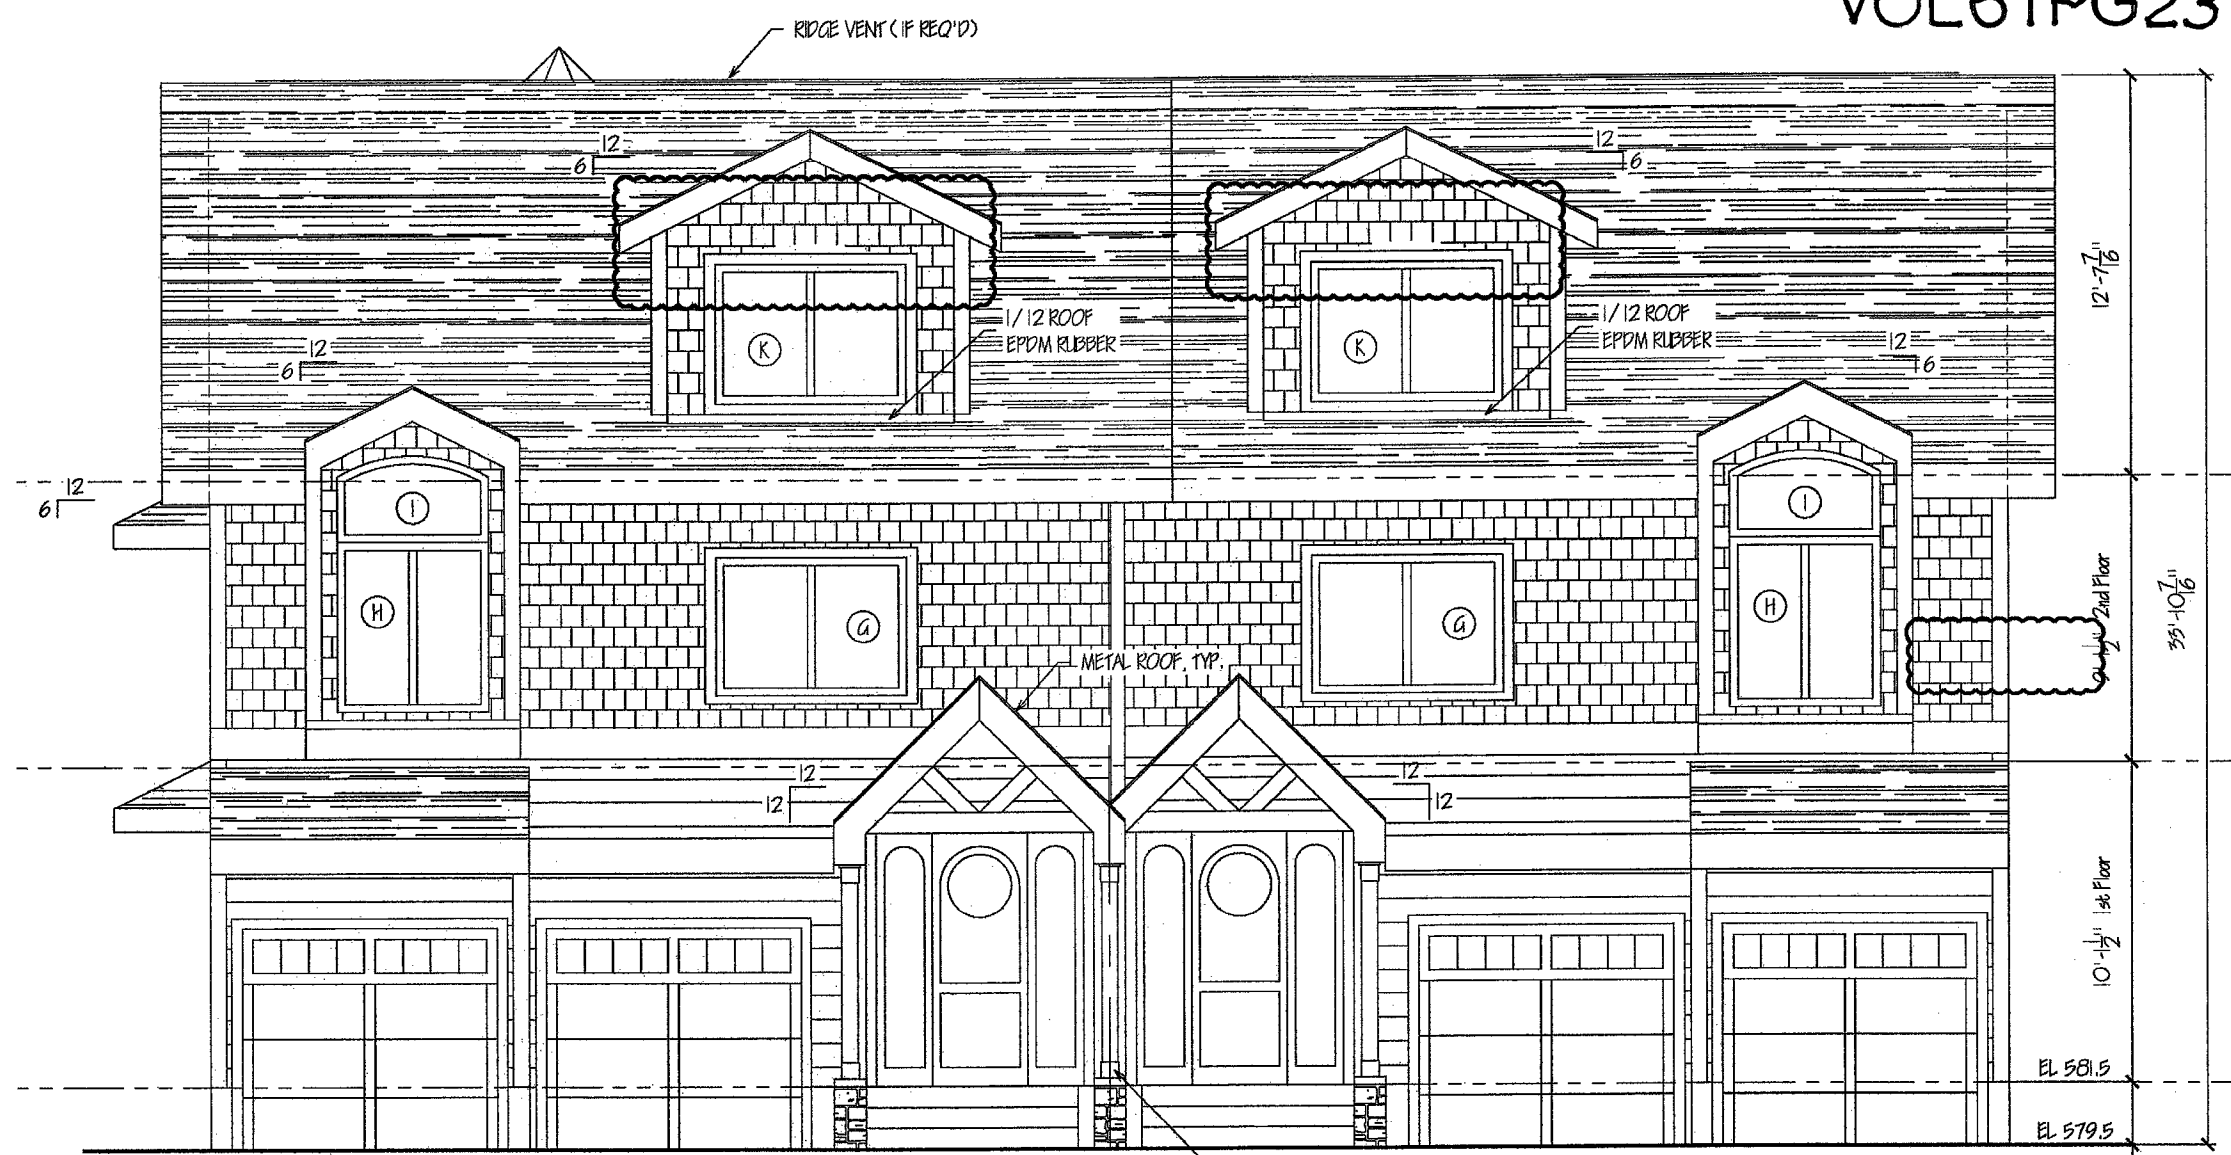 VOL61PG23
RIDGE VENT (IF REQ'D)
12
6
12
6
12'-7 7/16"
1/12 ROOF
EPDM RUBBER
1/12 ROOF
EPDM RUBBER
12
6
12
6
K
K
12
6
I
I
2nd Floor
33'-10 7/16"
H
G
G
H
METAL ROOF, TYP.
12
12
12
12
10'-1 1/2" 1st Floor
EL 581.5
EL 579.5